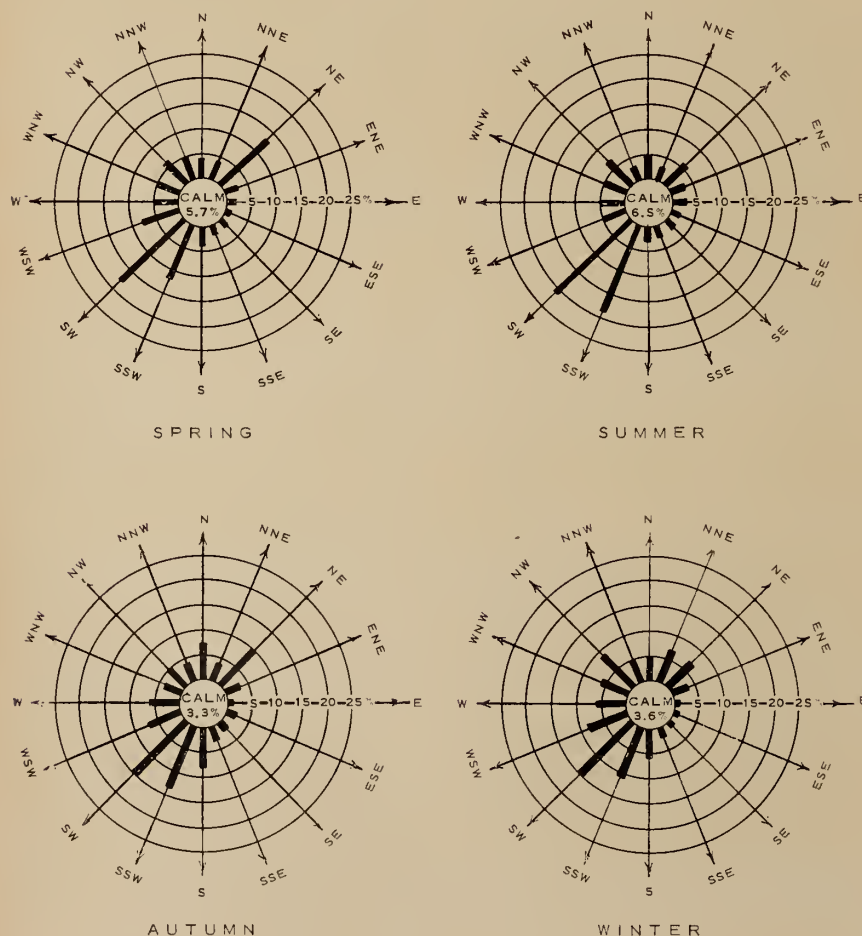 N
NNW
NNE
NW
NE
WNW
ENE
W
CALM
5.7%
5-10-15-20-25%
E
WSW
ESE
SW
SE
SSW
SSE
S
SPRING
N
NNW
NNE
NW
NE
WNW
ENE
W
CALM
6.5%
5-10-15-20-25%
E
WSW
ESE
SW
SE
SSW
SSE
S
SUMMER
N
NNW
NNE
NW
NE
WNW
ENE
W
CALM
3.3%
5-10-15-20-25%
E
WSW
ESE
SW
SE
SSW
SSE
S
AUTUMN
N
NNW
NNE
NW
NE
WNW
ENE
W
CALM
3.6%
5-10-15-20-25%
E
WSW
ESE
SW
SE
SSW
SSE
S
WINTER